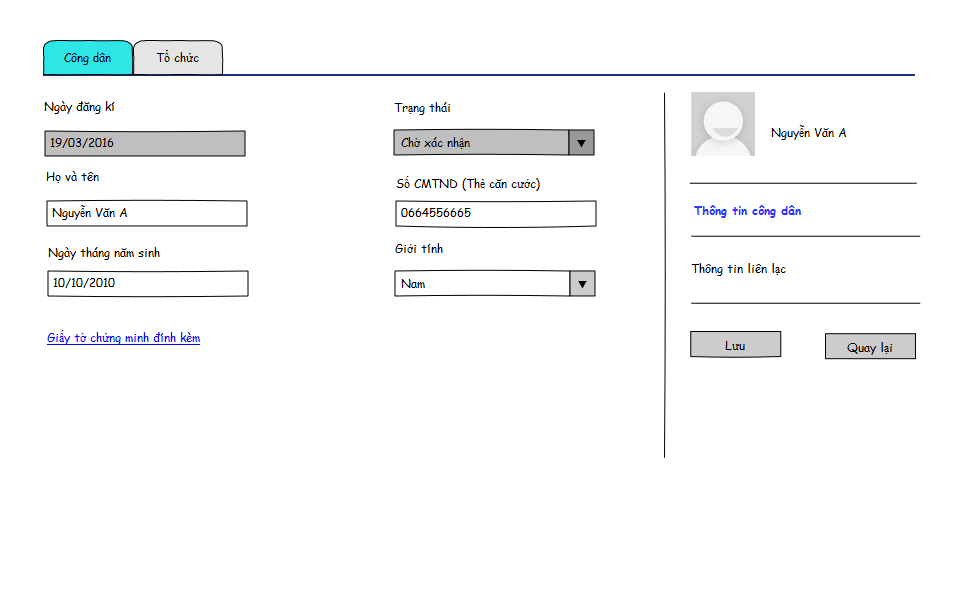 Công dân
Tổ chức
Ngày đăng kí
19/03/2016
Họ và tên
Nguyễn Văn A
Ngày tháng năm sinh
10/10/2010
Giấy tờ chứng minh đính kèm
Trạng thái
Chờ xác nhận
Số CMTND (Thẻ căn cước)
0664556665
Giới tính
Nam
Nguyễn Văn A
Thông tin công dân
Thông tin liên lạc
Lưu
Quay lại